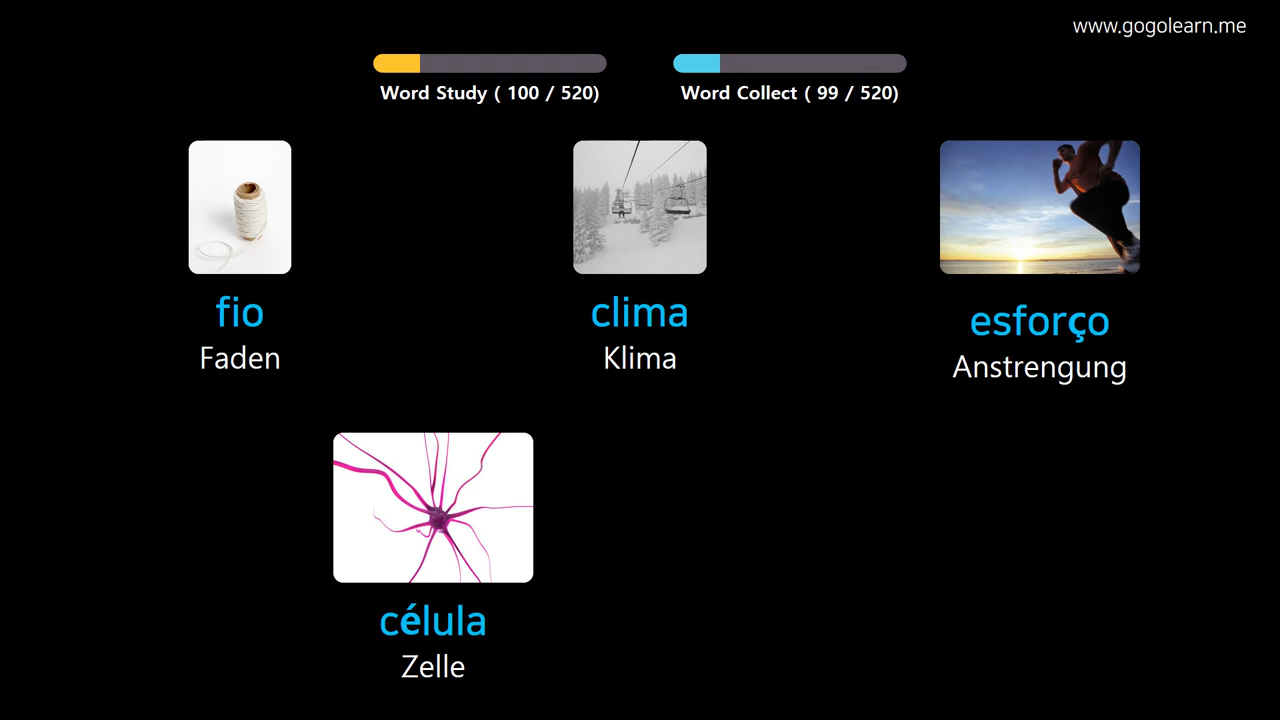 www.gogolearn.me
Word Study ( 100 / 520)
Word Collect ( 99 / 520)
fio
Faden
clima
Klima
esforço
Anstrengung
célula
Zelle